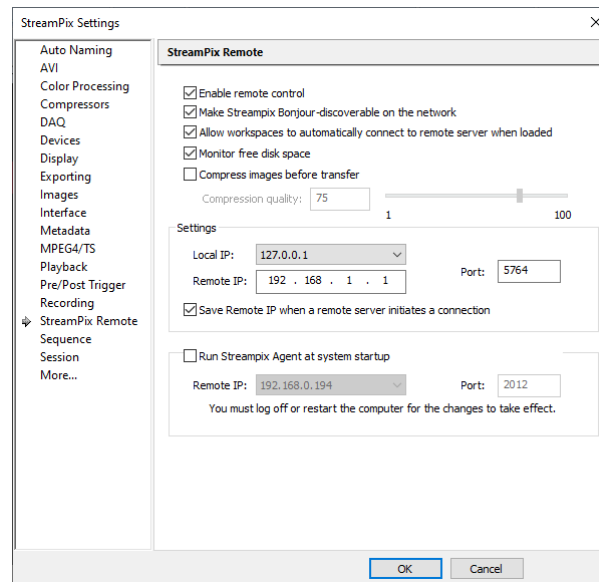 StreamPix Settings
Auto Naming
AVI
Color Processing
Compressors
DAQ
Devices
Display
Exporting
Images
Interface
Metadata
MPEG4/TS
Playback
Pre/Post Trigger
Recording
StreamPix Remote
Sequence
Session
More...
StreamPix Remote
Enable remote control
Make Streampix Bonjour-discoverable on the network
Allow workspaces to automatically connect to remote server when loaded
Monitor free disk space
Compress images before transfer
Compression quality: 75
1 100
Settings
Local IP: 127.0.0.1
Remote IP: 192 . 168 . 1 . 1 Port: 5764
Save Remote IP when a remote server initiates a connection
Run Streampix Agent at system startup
Remote IP: 192.168.0.194 Port: 2012
You must log off or restart the computer for the changes to take effect.
OK Cancel